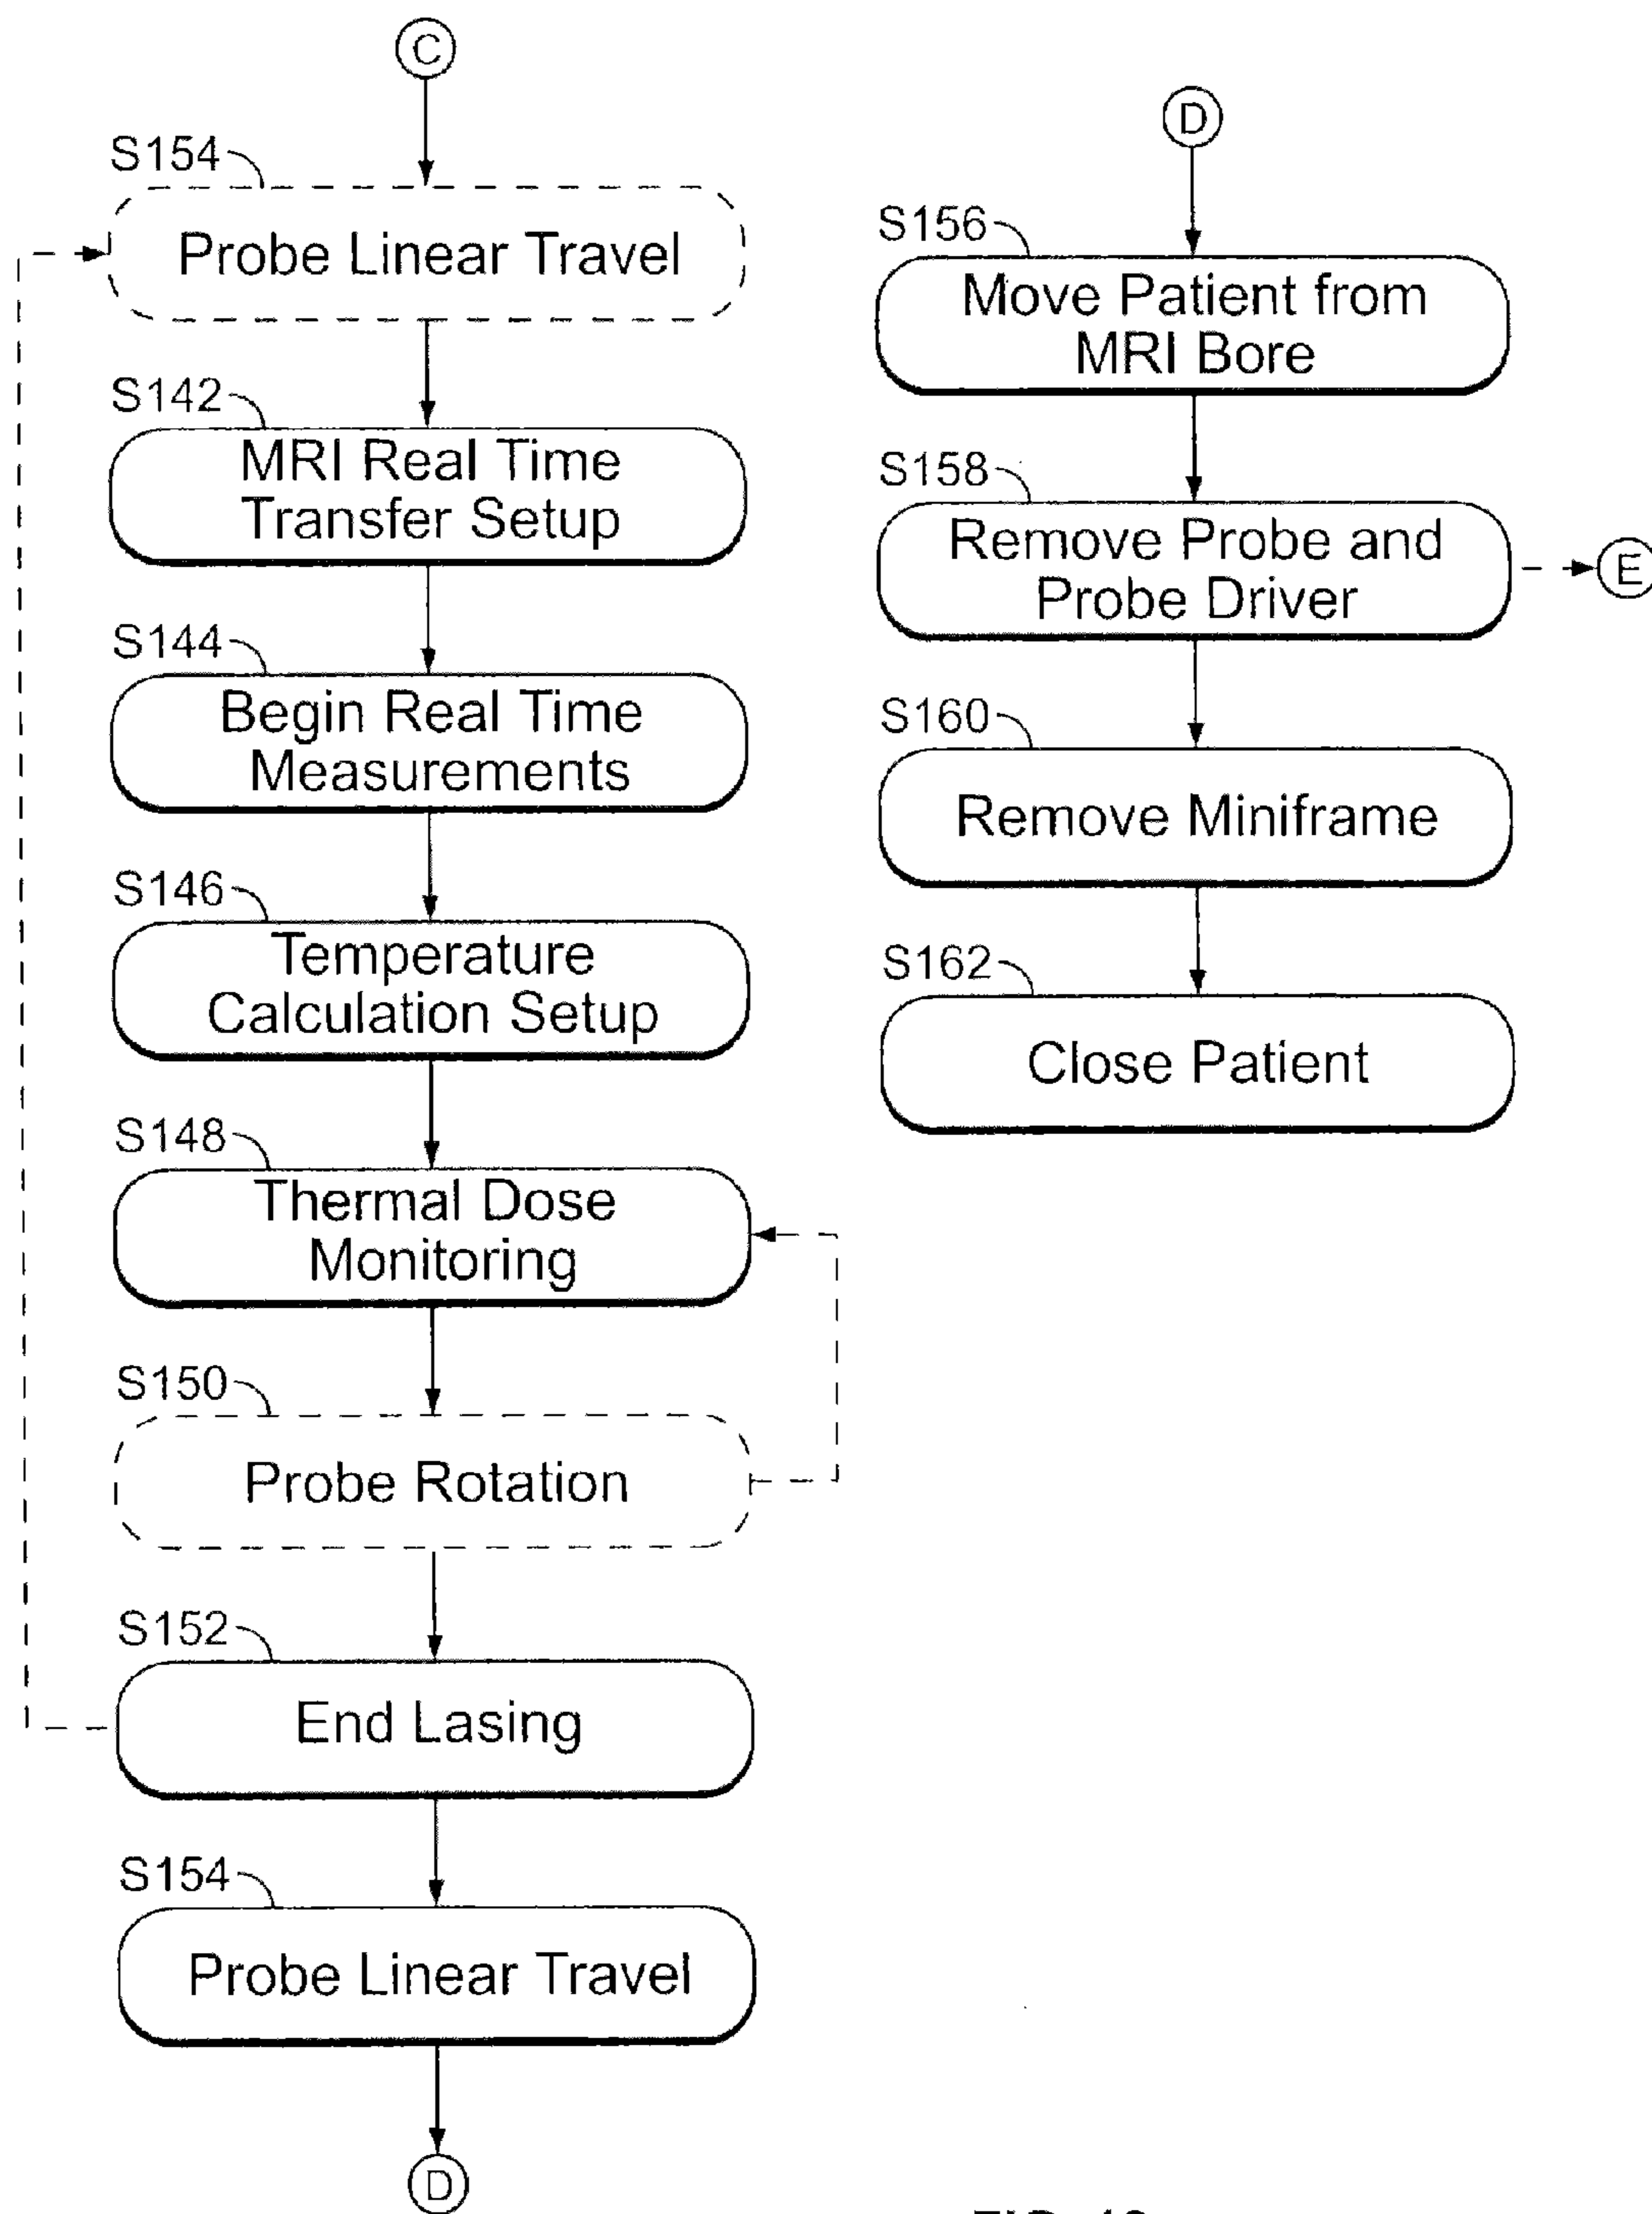 C
S154
Probe Linear Travel
S142
MRI Real Time
Transfer Setup
S144
Begin Real Time
Measurements
S146
Temperature
Calculation Setup
S148
Thermal Dose
Monitoring
S150
Probe Rotation
S152
End Lasing
S154
Probe Linear Travel
D
D
S156
Move Patient from
MRI Bore
S158
Remove Probe and
Probe Driver
E
S160
Remove Miniframe
S162
Close Patient